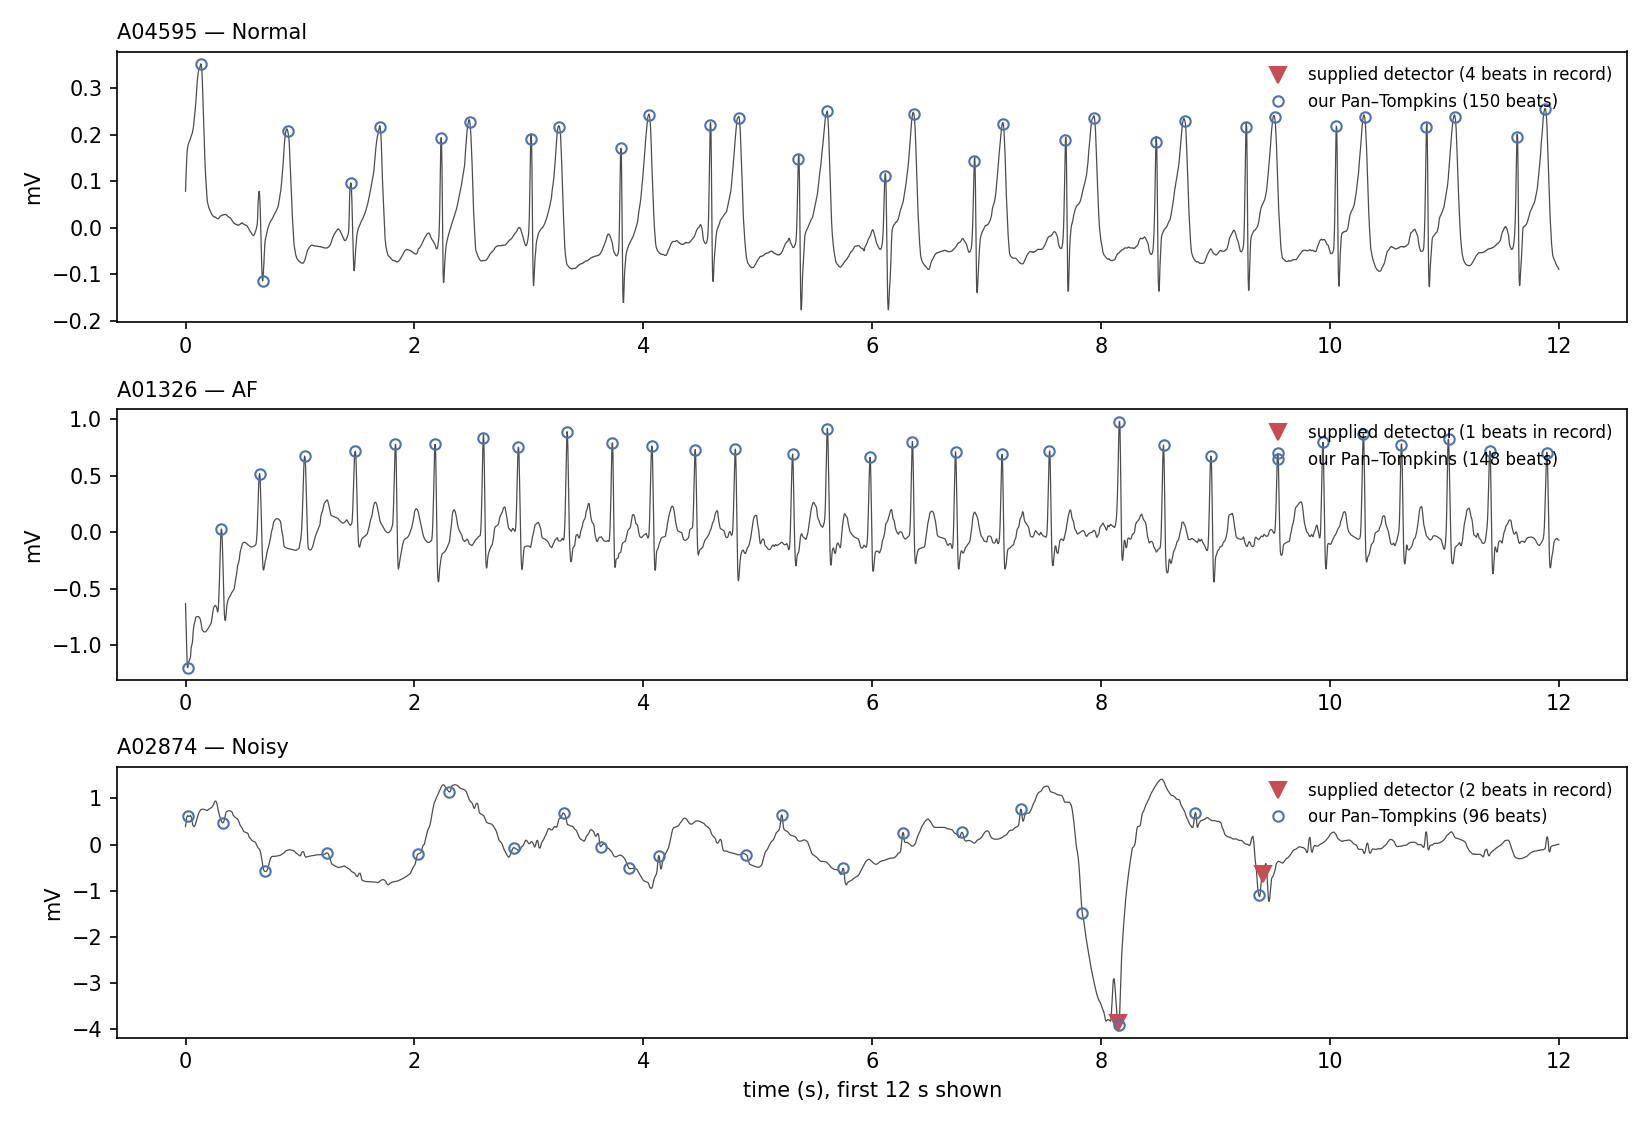 A04595 — Normal
supplied detector (4 beats in record)
our Pan–Tompkins (150 beats)
mV
0.3
0.2
0.1
0.0
−0.1
−0.2
0 2 4 6 8 10 12
A01326 — AF
supplied detector (1 beats in record)
our Pan–Tompkins (148 beats)
mV
1.0
0.5
0.0
−0.5
−1.0
0 2 4 6 8 10 12
A02874 — Noisy
supplied detector (2 beats in record)
our Pan–Tompkins (96 beats)
mV
1
0
−1
−2
−3
−4
0 2 4 6 8 10 12
time (s), first 12 s shown